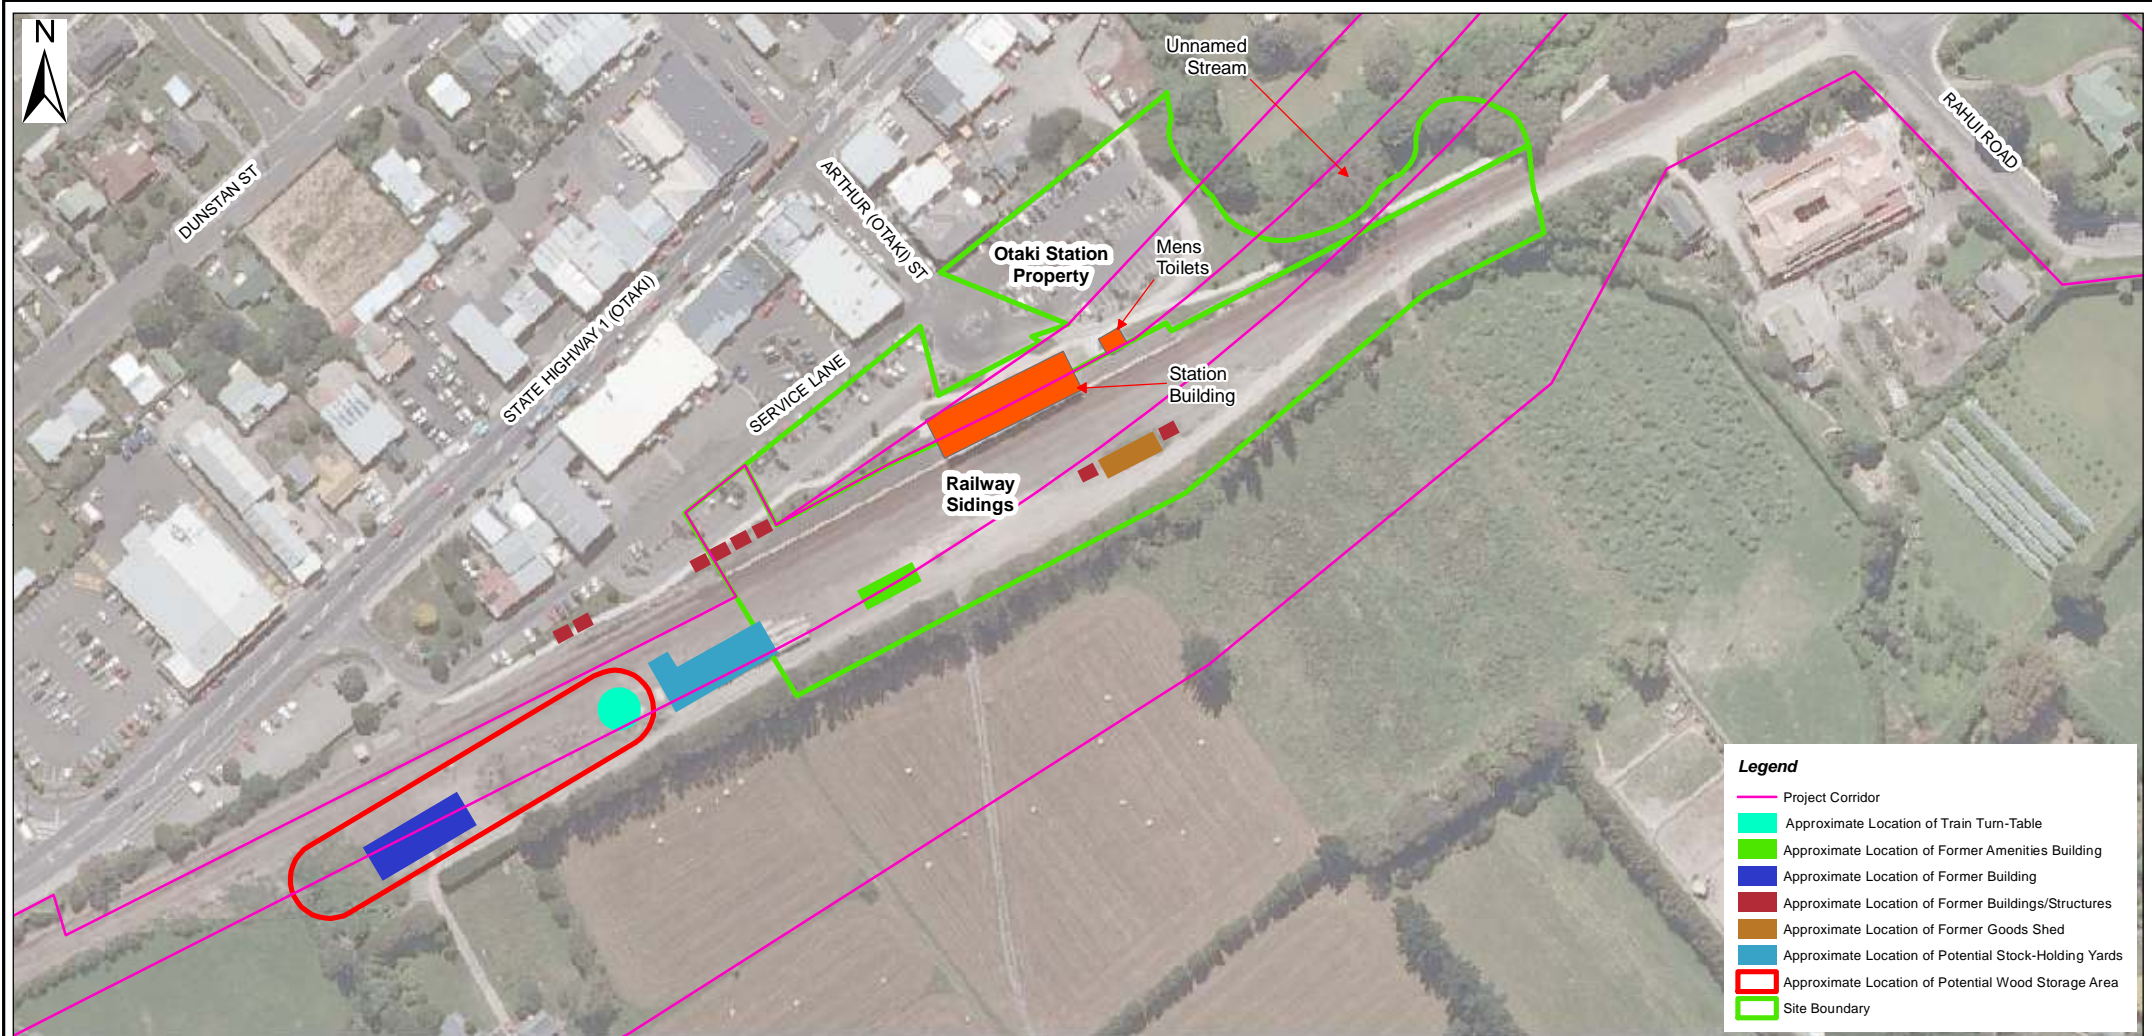 N
Unnamed
Stream
RAHUI ROAD
DUNSTAN ST
ARTHUR (OTAKI) ST
Otaki Station
Property
Mens
Toilets
STATE HIGHWAY 1 (OTAKI)
SERVICE LANE
Station
Building
Railway
Sidings
Legend
Project Corridor
Approximate Location of Train Turn-Table
Approximate Location of Former Amenities Building
Approximate Location of Former Building
Approximate Location of Former Buildings/Structures
Approximate Location of Former Goods Shed
Approximate Location of Potential Stock-Holding Yards
Approximate Location of Potential Wood Storage Area
Site Boundary